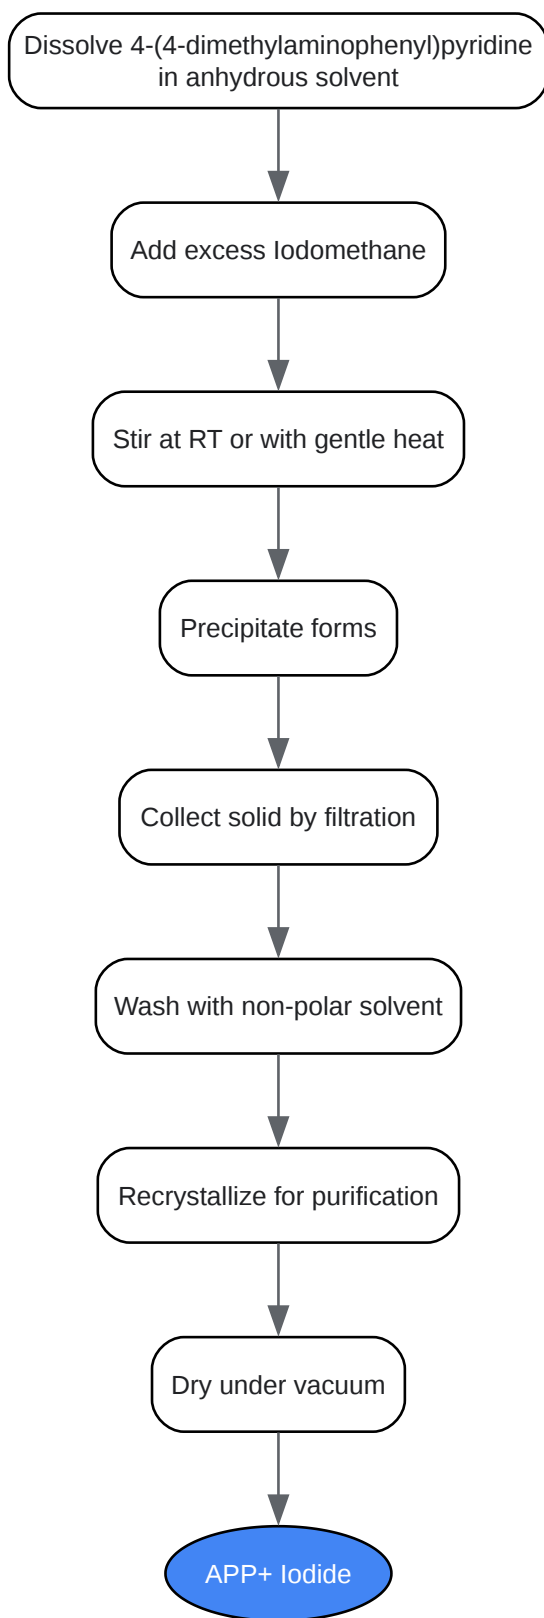 Dissolve 4-(4-dimethylaminophenyl)pyridine
in anhydrous solvent
Add excess Iodomethane
Stir at RT or with gentle heat
Precipitate forms
Collect solid by filtration
Wash with non-polar solvent
Recrystallize for purification
Dry under vacuum
APP+ Iodide